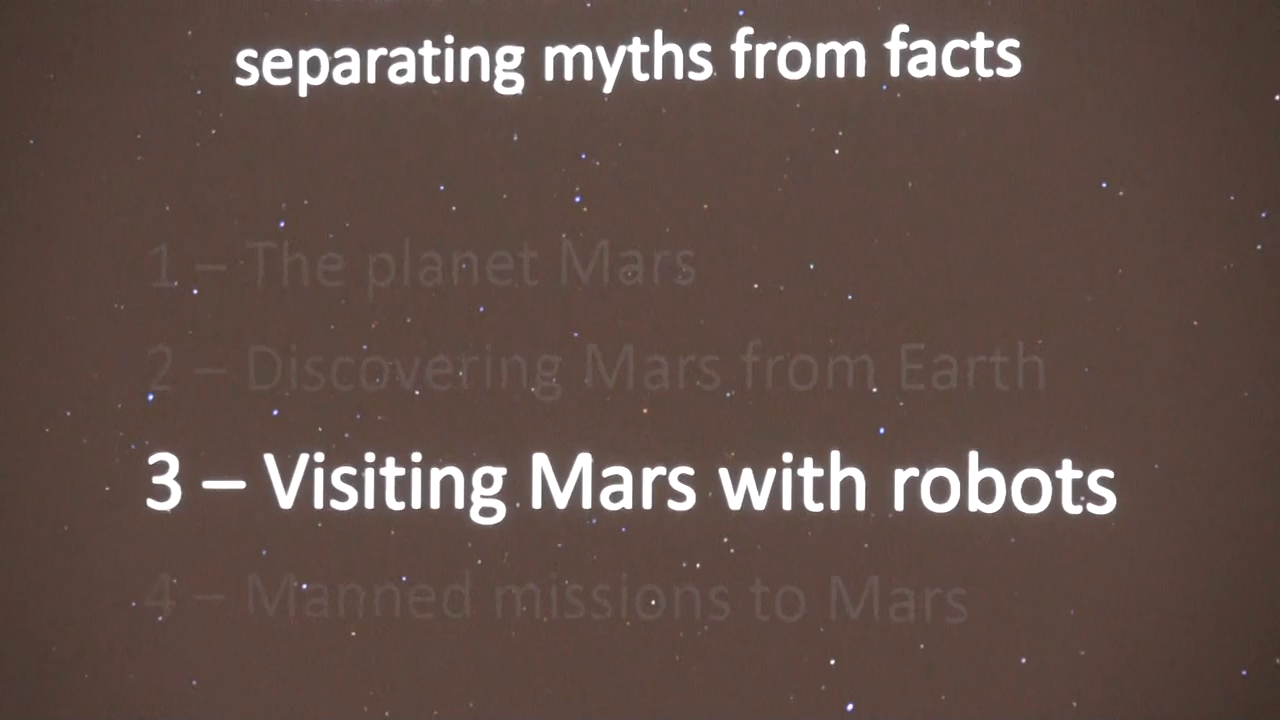 separating myths from facts
1 – The planet Mars
2 – Discovering Mars from Earth
3 – Visiting Mars with robots
4 – Manned missions to Mars